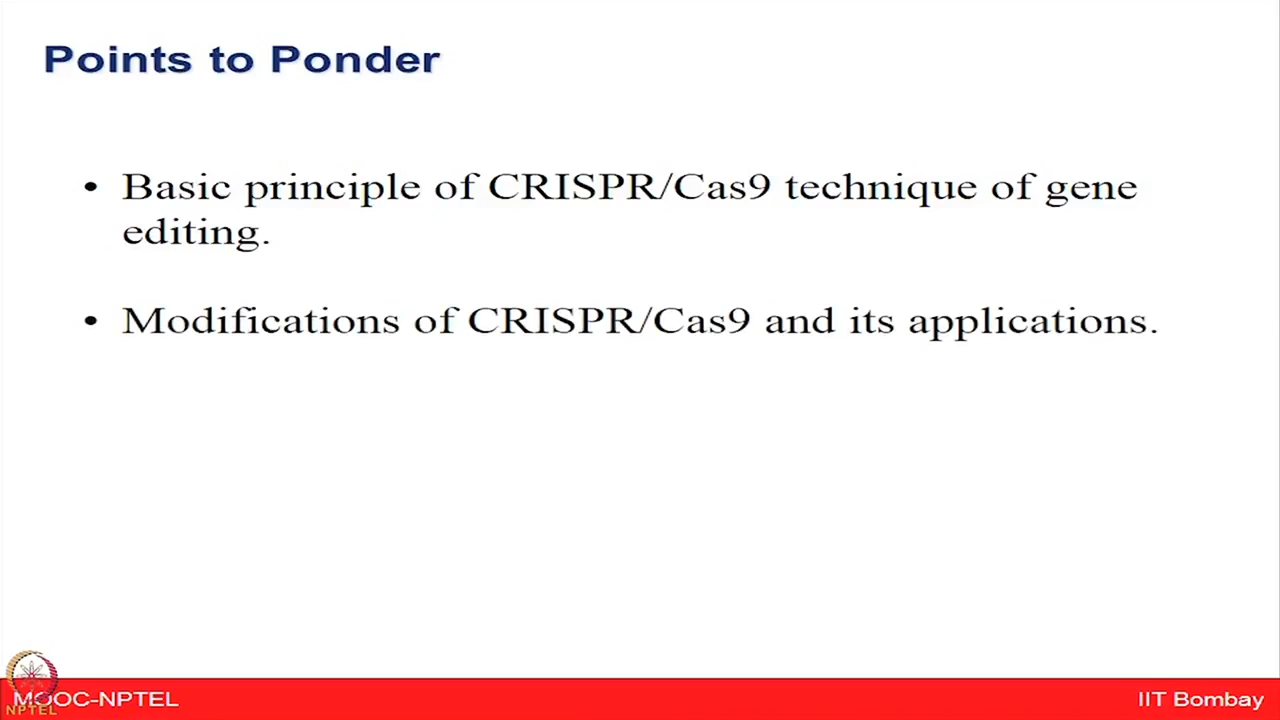 Points to Ponder
• Basic principle of CRISPR/Cas9 technique of gene
editing.
• Modifications of CRISPR/Cas9 and its applications.
MOOC-NPTEL
NPTEL
IIT Bombay